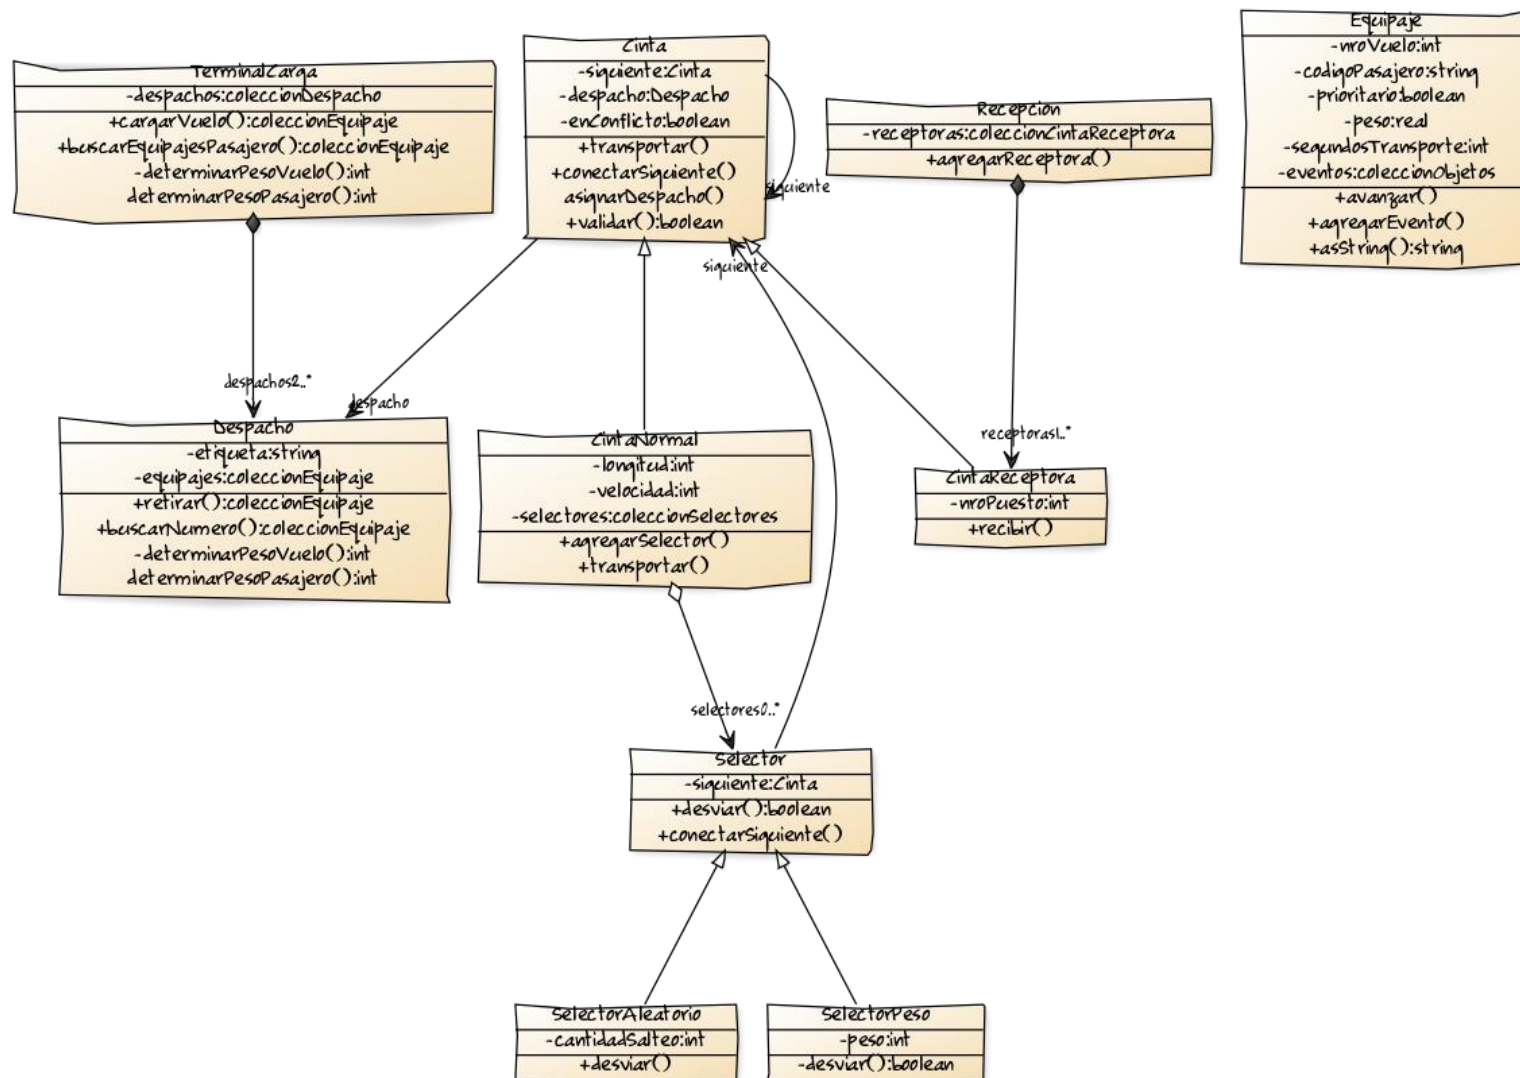 TerminalCarga
-despachos:coleccionDespacho
+cargarVuelo():coleccionEquipaje
+buscarEquipajesPasajero():coleccionEquipaje
-determinarPesoVuelo():int
determinarPesoPasajero():int
Cinta
-siguiente:Cinta
-despacho:Despacho
-enConflicto:boolean
+transportar()
+conectarSiguiente()
asignarDespacho()
+validar():boolean
siguiente
Recepcion
-receptoras:coleccionCintaReceptora
+agregarReceptora()
Equipaje
-nroVuelo:int
-codigoPasajero:string
-prioritario:boolean
-peso:real
-segundosTransporte:int
-eventos:coleccionObjetos
+avanzar()
+agregarEvento()
+asString():string
siguiente
despachos2..*
despacho
receptoras1..*
Despacho
-etiqueta:string
-equipajes:coleccionEquipaje
+retirar():coleccionEquipaje
+buscarNumero():coleccionEquipaje
-determinarPesoVuelo():int
determinarPesoPasajero():int
CintaNormal
-longitud:int
-velocidad:int
-selectores:coleccionSelectores
+agregarSelector()
+transportar()
CintaReceptora
-nroPuesto:int
+recibir()
selectores0..*
Selector
-siguiente:Cinta
+desviar():boolean
+conectarSiguiente()
SelectorAleatorio
-cantidadSalteo:int
+desviar()
SelectorPeso
-peso:int
-desviar():boolean